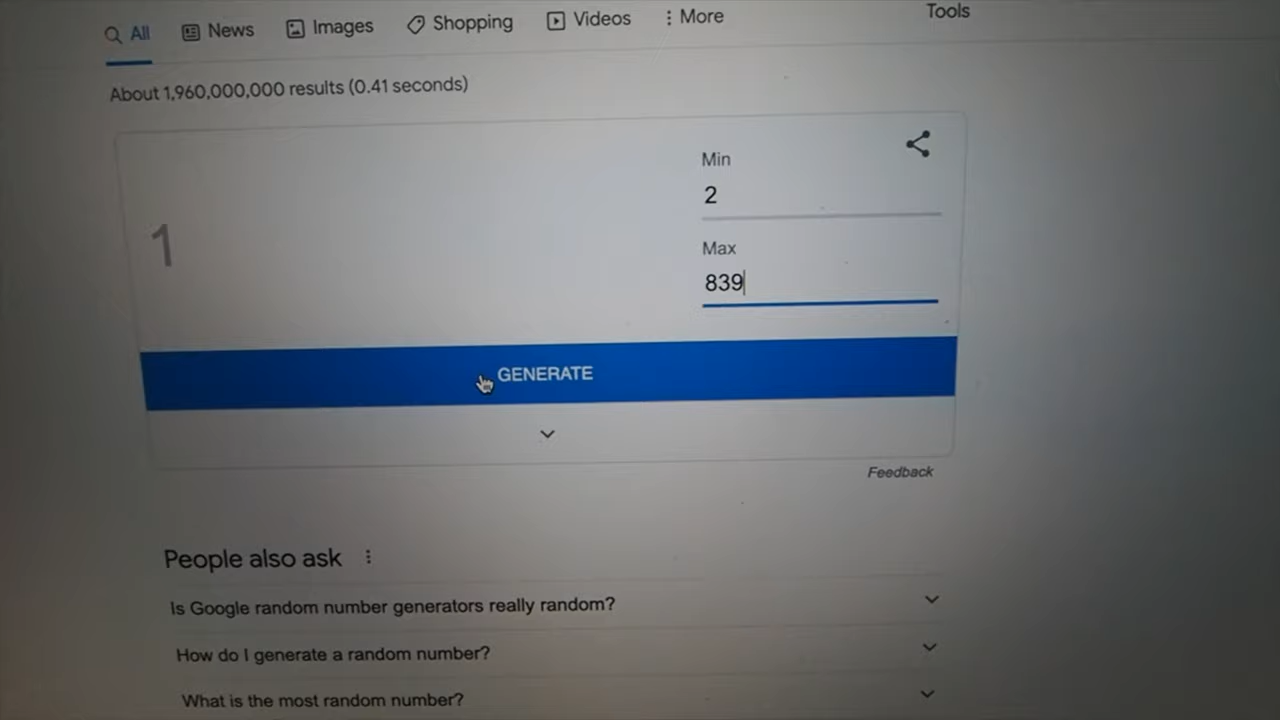 All News Images Shopping Videos More Tools
About 1,960,000,000 results (0.41 seconds)
Min
2
1
Max
839
GENERATE
Feedback
People also ask
Is Google random number generators really random?
How do I generate a random number?
What is the most random number?